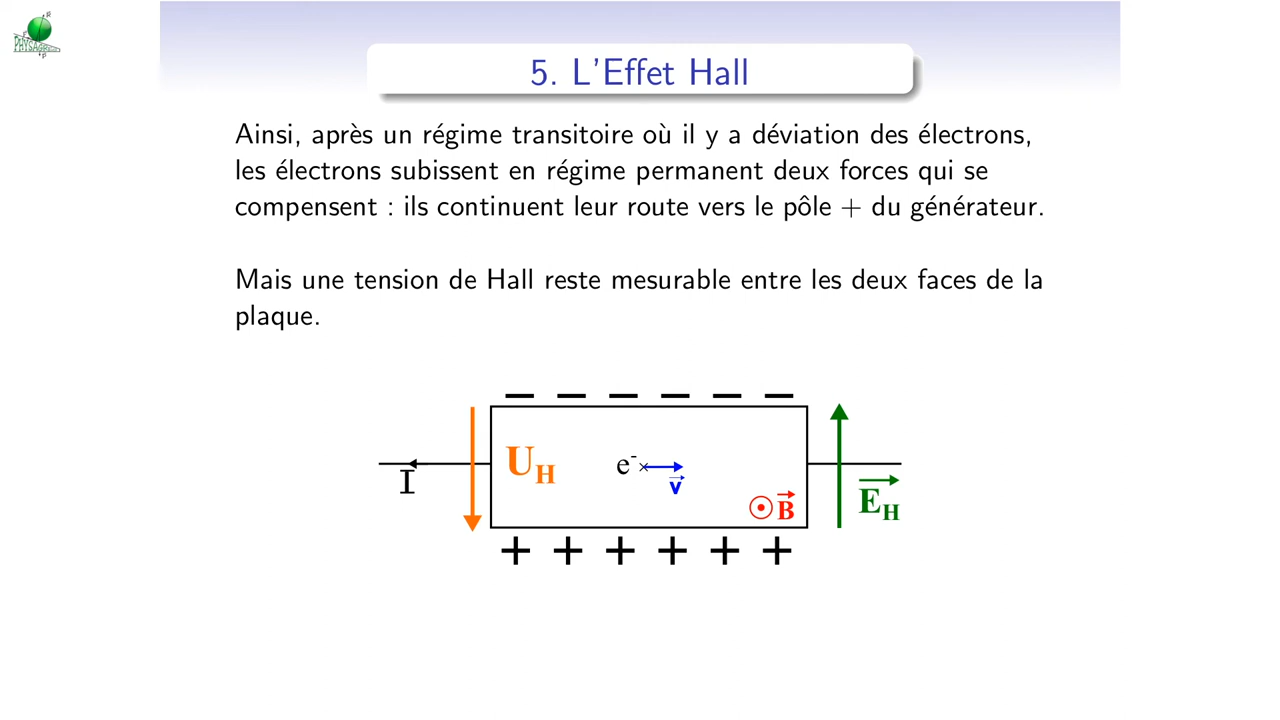 PHYSAGREG
5. L'Effet Hall
Ainsi, après un régime transitoire où il y a déviation des électrons,
les électrons subissent en régime permanent deux forces qui se
compensent : ils continuent leur route vers le pôle + du générateur.
Mais une tension de Hall reste mesurable entre les deux faces de la
plaque.
− − − − − −
I
U_H
e⁻
v⃗
B⃗
E⃗_H
+ + + + + +